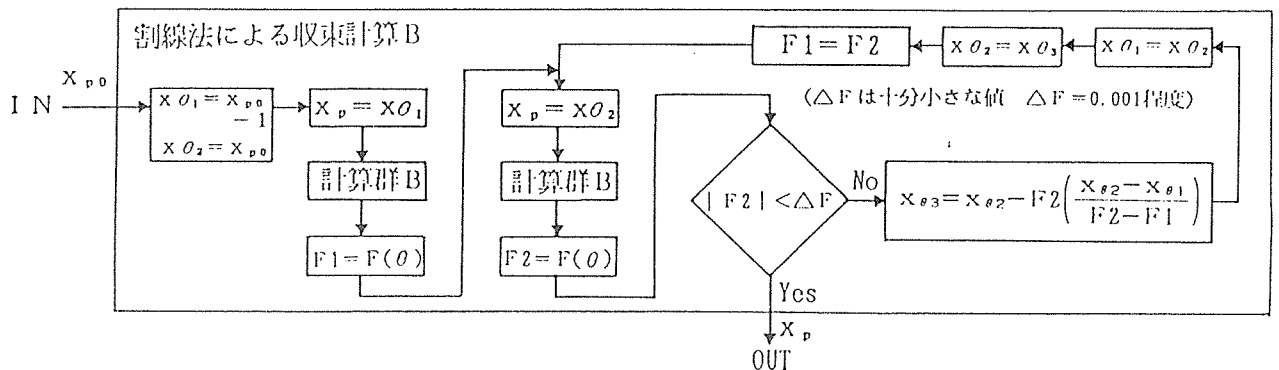 割線法による収束計算B
IN
Xp0
Xθ1=Xp0
-1
Xθ2=Xp0
Xp=Xθ1
計算群B
F1=F(θ)
Xp=Xθ2
計算群B
F2=F(θ)
F1=F2
Xθ2=Xθ3
Xθ1=Xθ2
(△Fは十分小さな値 △F=0.001程度)
|F2|<△F
No
Xθ3=Xθ2-F2(Xθ2-Xθ1/F2-F1)
Yes
Xp
OUT